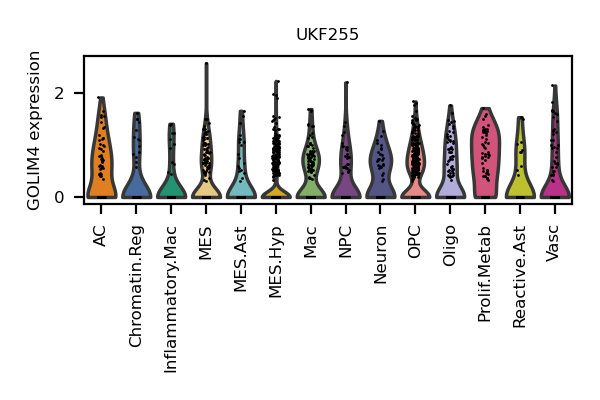 UKF255
GOLIM4 expression
2
0
AC
Chromatin.Reg
Inflammatory.Mac
MES
MES.Ast
MES.Hyp
Mac
NPC
Neuron
OPC
Oligo
Prolif.Metab
Reactive.Ast
Vasc